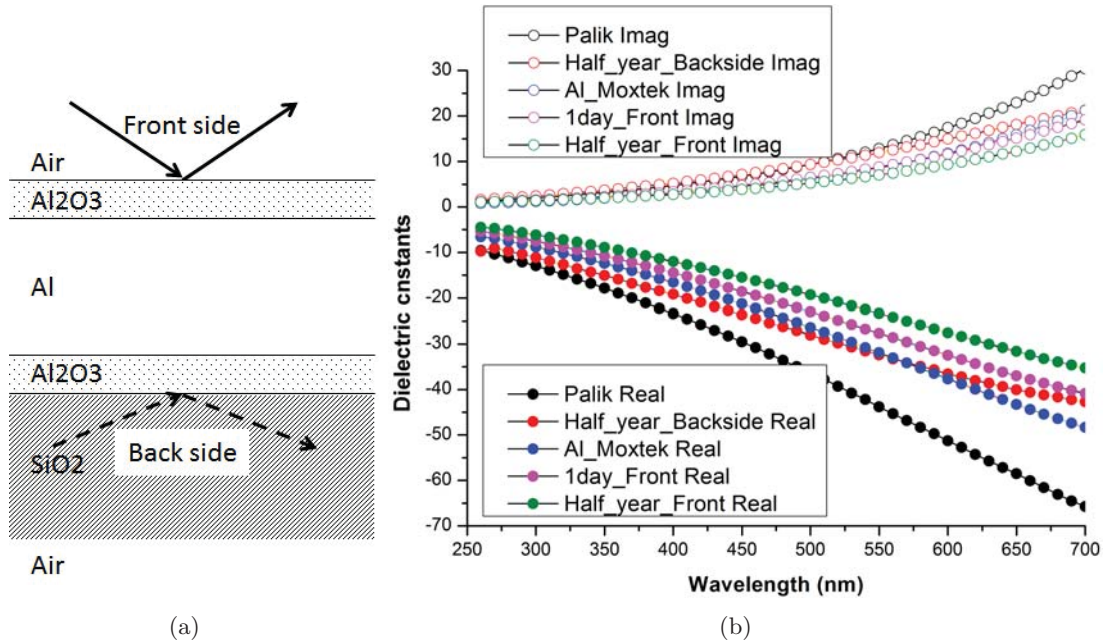 Front side
Air
Al2O3
Al
Al2O3
SiO2
Back side
Air
(a)
Palik Imag
Half_year_Backside Imag
Al_Moxtek Imag
1day_Front Imag
Half_year_Front Imag
Dielectric cnstants
30
20
10
0
-10
-20
-30
-40
-50
-60
-70
Palik Real
Half_year_Backside Real
Al_Moxtek Real
1day_Front Real
Half_year_Front Real
250 300 350 400 450 500 550 600 650 700
Wavelength (nm)
(b)